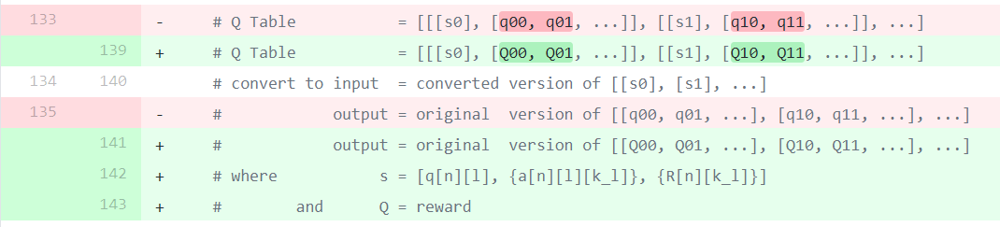 133 - # Q Table           = [[[s0], [q00, q01, ...]], [[s1], [q10, q11, ...]], ...]
139 + # Q Table           = [[[s0], [Q00, Q01, ...]], [[s1], [Q10, Q11, ...]], ...]
134 140 # convert to input  = converted version of [[s0], [s1], ...]
135 - #            output = original  version of [[q00, q01, ...], [q10, q11, ...], ...]
141 + #            output = original  version of [[Q00, Q01, ...], [Q10, Q11, ...], ...]
142 + # where           s = [q[n][l], {a[n][l][k_l]}, {R[n][k_l]}]
143 + #       and       Q = reward